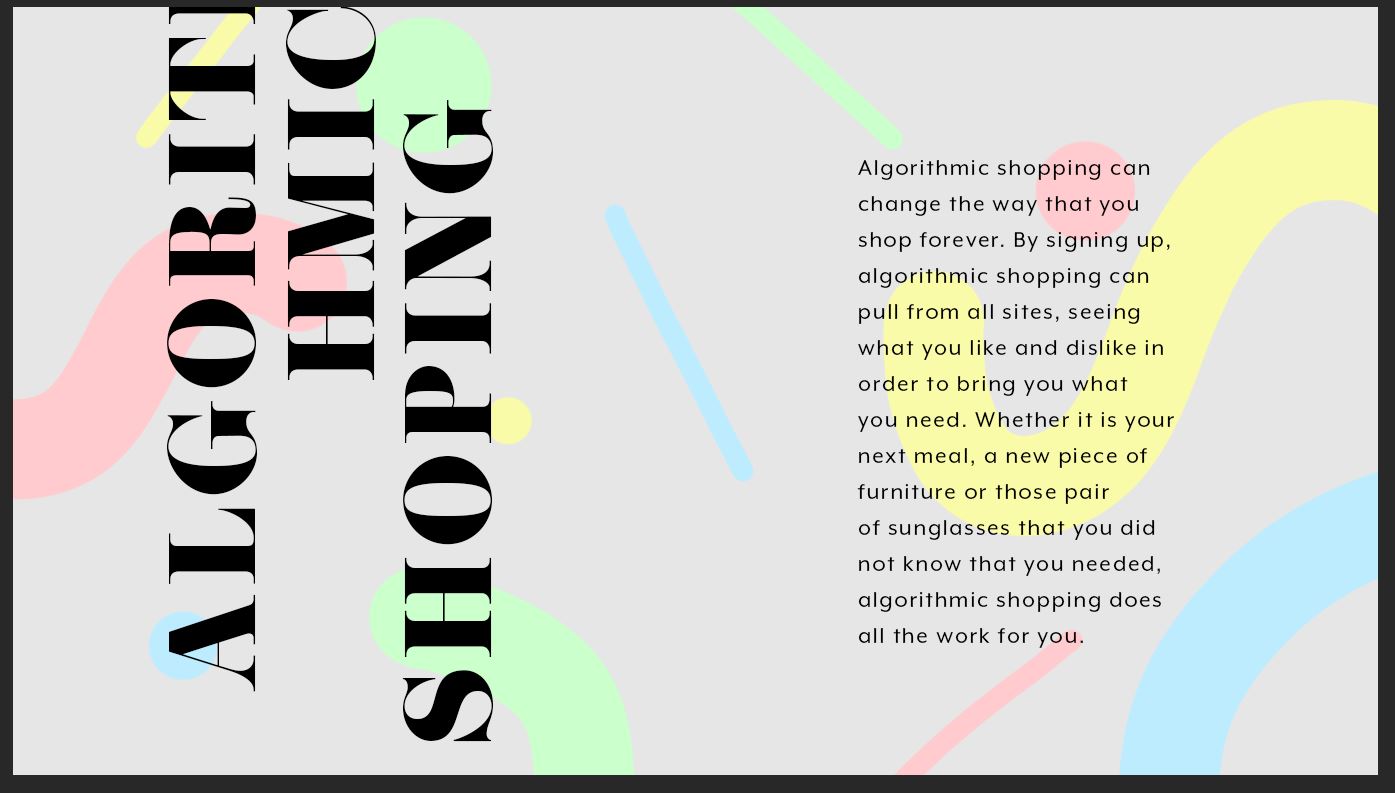 ALGORIT
HMIC
SHOPING
Algorithmic shopping can
change the way that you
shop forever. By signing up,
algorithmic shopping can
pull from all sites, seeing
what you like and dislike in
order to bring you what
you need. Whether it is your
next meal, a new piece of
furniture or those pair
of sunglasses that you did
not know that you needed,
algorithmic shopping does
all the work for you.